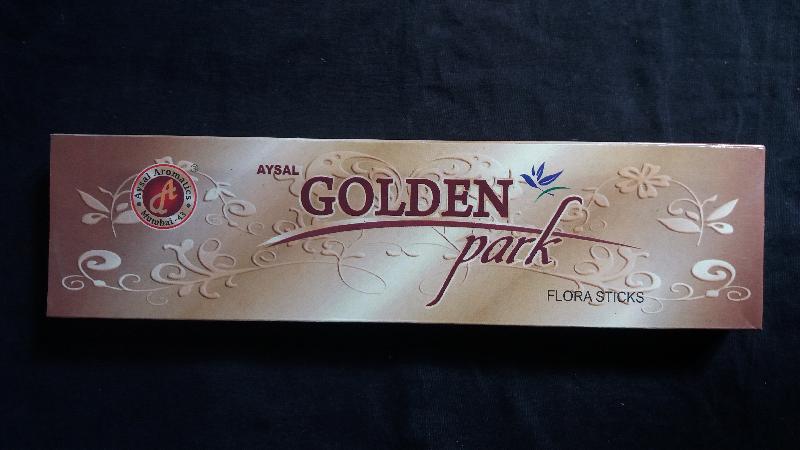 Aysal Aromatics
A
Mumbai - 43
®
AYSAL
GOLDEN
park
FLORA STICKS